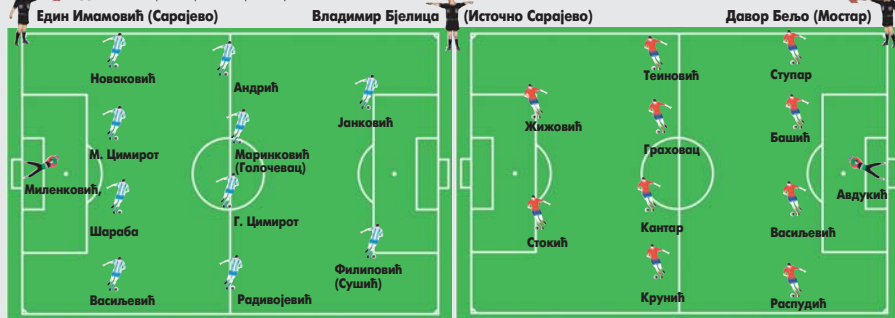 Един Имамовић (Сарајево)
Владимир Бјелица (Источно Сарајево)
Давор Бељо (Мостар)
Новаковић
М. Цимирот
Миленковић
Шараба
Васиљевић
Андрић
Маринковић
(Голочевац)
Г. Цимирот
Радивојевић
Јанковић
Филиповић
(Сушић)
Жижовић
Стокић
Теиновић
Граховац
Кантар
Крунић
Ступар
Башић
Васиљевић
Распудић
Авдукић